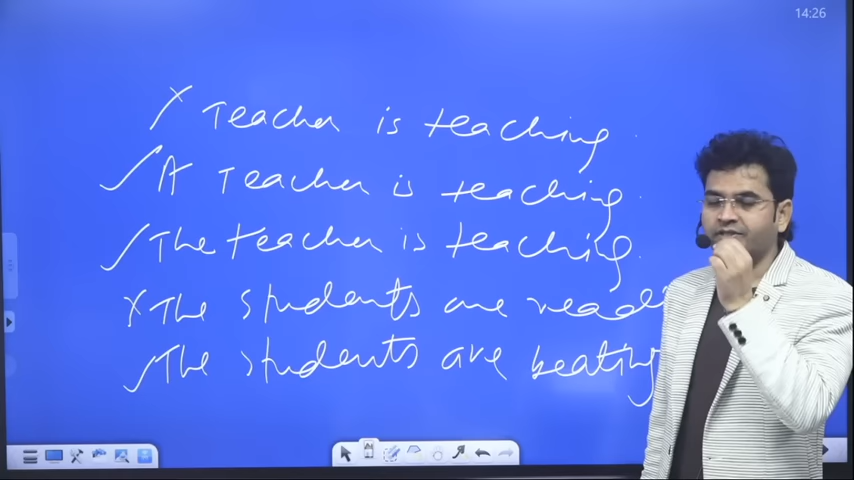 14:26
× Teacher is teaching.
✓ A Teacher is teaching.
✓ The teacher is teaching.
× The students are readi
✓ The students are beating